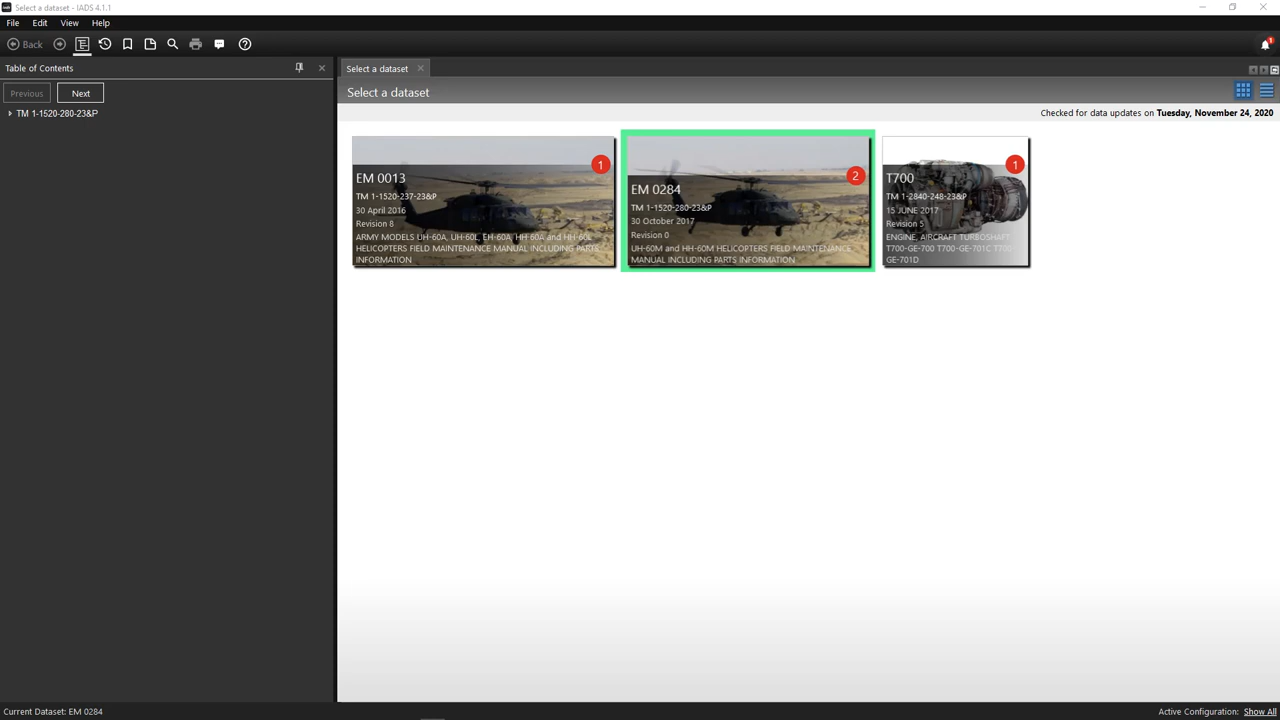 Select a dataset - IADS 4.1.1
File Edit View Help
Back
Table of Contents
Previous Next
TM 1-1520-280-23&P
Select a dataset
Select a dataset
Checked for data updates on Tuesday, November 24, 2020
1
EM 0013
TM 1-1520-237-23&P
30 April 2016
Revision 8
ARMY MODELS UH-60A, UH-60L, EH-60A, HH-60A and HH-60L
HELICOPTERS FIELD MAINTENANCE MANUAL INCLUDING PARTS
INFORMATION
2
EM 0284
TM 1-1520-280-23&P
30 October 2017
Revision 0
UH-60M and HH-60M HELICOPTERS FIELD MAINTENANCE
MANUAL INCLUDING PARTS INFORMATION
1
T700
TM 1-2840-248-23&P
15 JUNE 2017
Revision 5
ENGINE, AIRCRAFT TURBOSHAFT
T700-GE-700 T700-GE-701C T700-
GE-701D
Current Dataset: EM 0284
Active Configuration: Show All